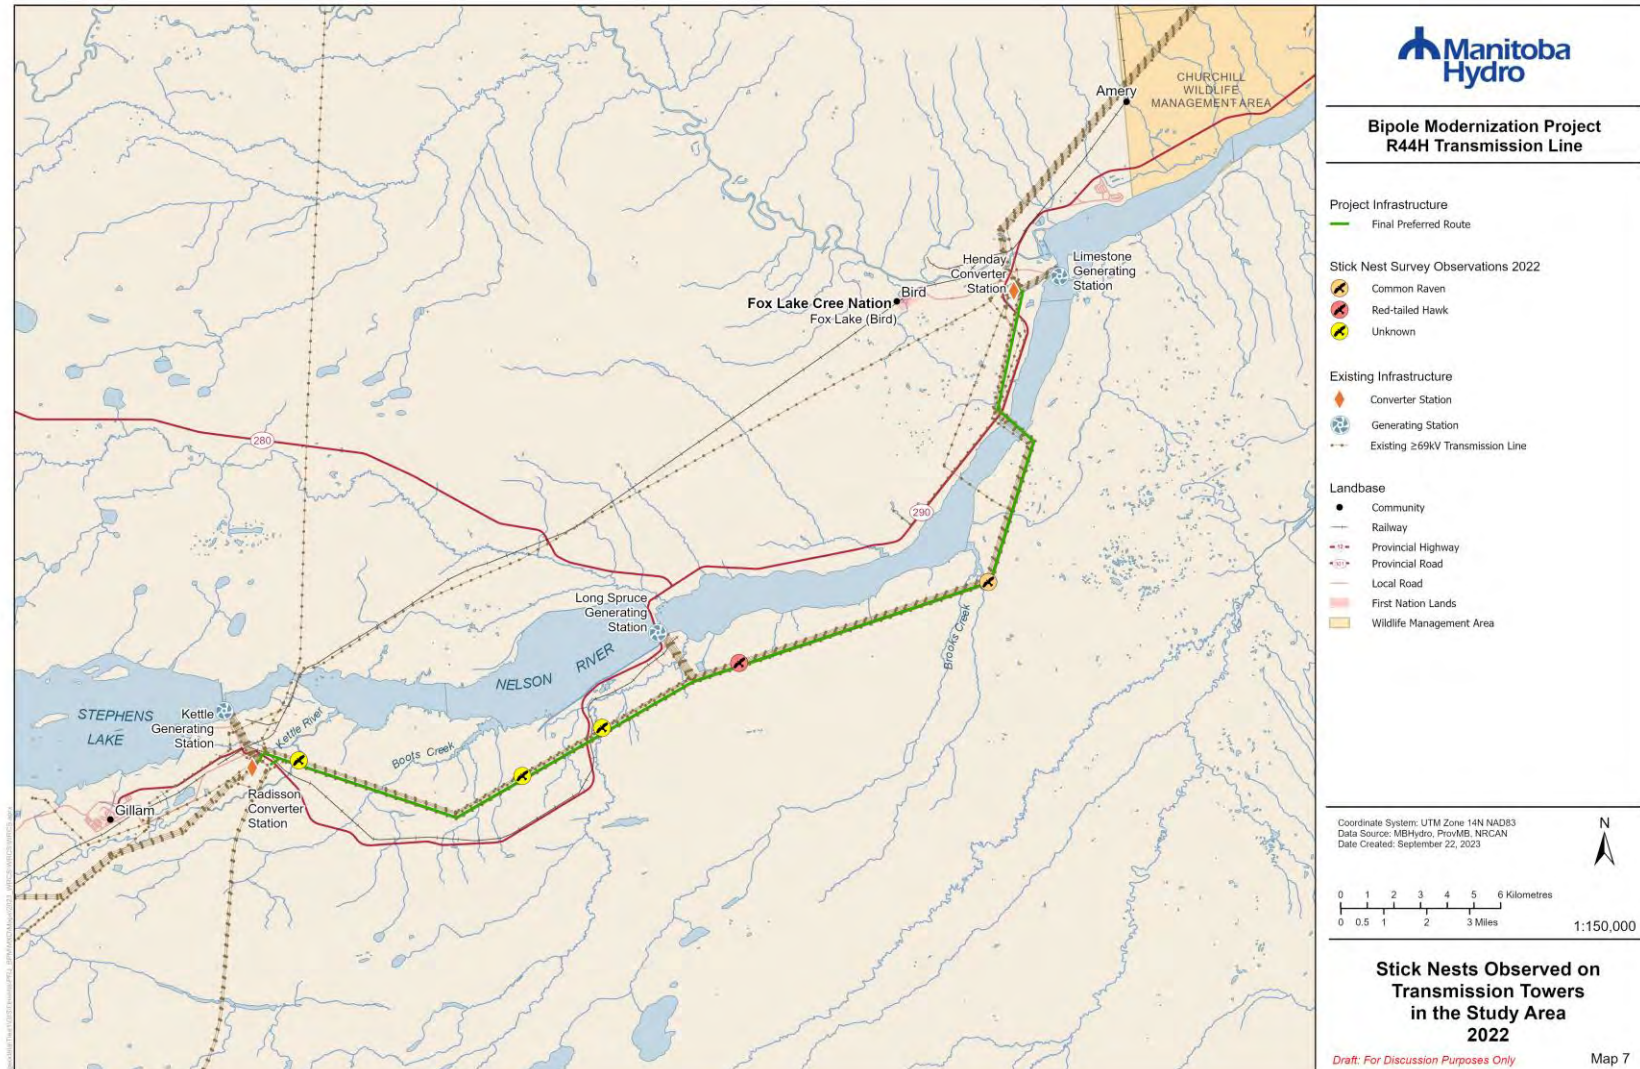 CHURCHILL
WILDLIFE
MANAGEMENT AREA
Amery
Henday
Converter
Station
Limestone
Generating
Station
Bird
Fox Lake Cree Nation
Fox Lake (Bird)
280
290
Long Spruce
Generating
Station
NELSON RIVER
Brooks Creek
STEPHENS
LAKE
Kettle
Generating
Station
Kettle River
Boots Creek
Radisson
Converter
Station
Gillam
Manitoba
Hydro
Bipole Modernization Project
R44H Transmission Line
Project Infrastructure
Final Preferred Route
Stick Nest Survey Observations 2022
Common Raven
Red-tailed Hawk
Unknown
Existing Infrastructure
Converter Station
Generating Station
Existing ≥69kV Transmission Line
Landbase
Community
Railway
Provincial Highway
Provincial Road
Local Road
First Nation Lands
Wildlife Management Area
Coordinate System: UTM Zone 14N NAD83
Data Source: MBHydro, ProvMB, NRCAN
Date Created: September 22, 2023
N
0 1 2 3 4 5 6 Kilometres
0 0.5 1 2 3 Miles
1:150,000
Stick Nests Observed on
Transmission Towers
in the Study Area
2022
Draft: For Discussion Purposes Only
Map 7